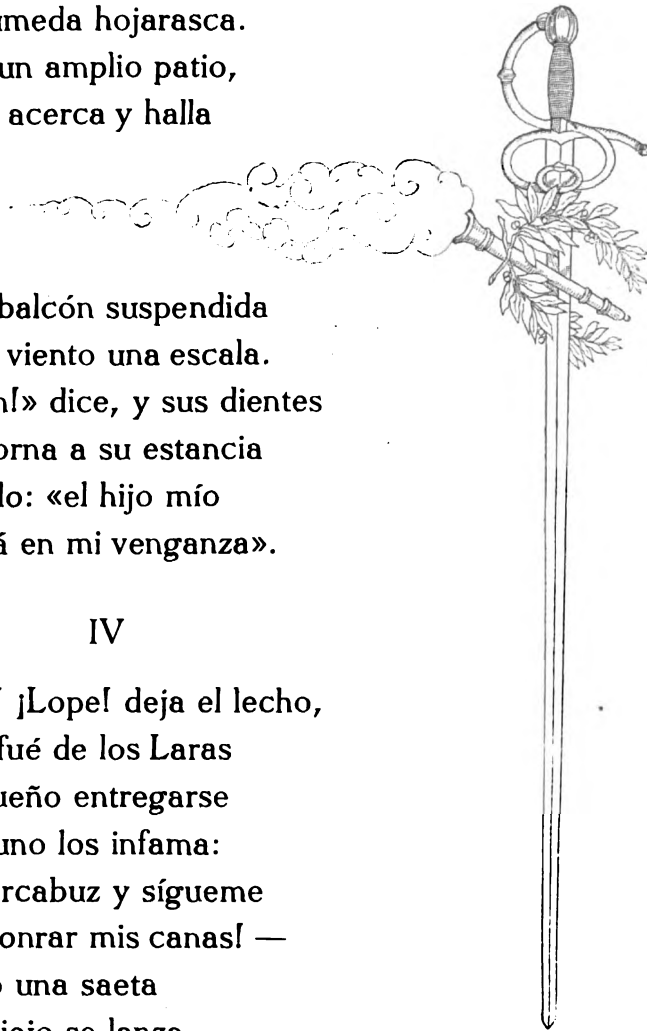 meda hojarasca.
un amplio patio,
acerca y halla
balcón suspendida
viento una escala.
!» dice, y sus dientes
orna a su estancia
lo: «el hijo mío
á en mi venganza».
IV
¡Lope! deja el lecho,
fué de los Laras
ueño entregarse
uno los infama:
rcabuz y sígueme
onrar mis canas! —
una saeta
se lanza